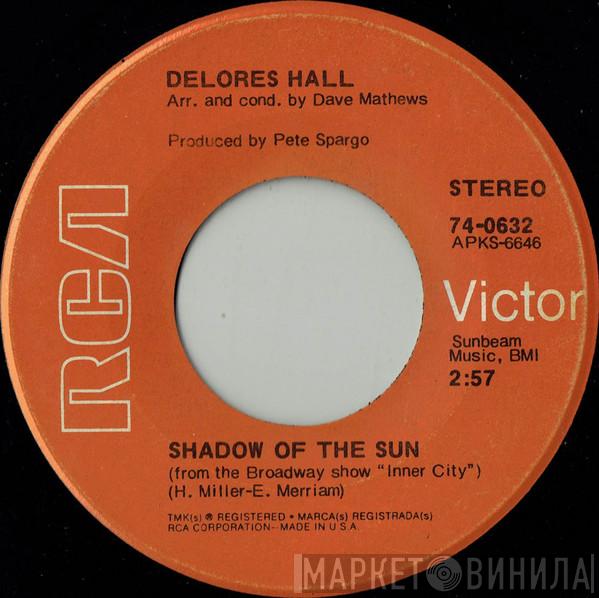 DELORES HALL
Arr. and cond. by Dave Mathews
Produced by Pete Spargo
STEREO
74-0632
APKS-6646
RCA
Victor
Sunbeam
Music, BMI
2:57
SHADOW OF THE SUN
(from the Broadway show "Inner City")
(H. Miller-E. Merriam)
TMK(s) ® REGISTERED • MARCA(s) REGISTRADA(s)
RCA CORPORATION-MADE IN U.S.A.
МАРКЕТ ВИНИЛА